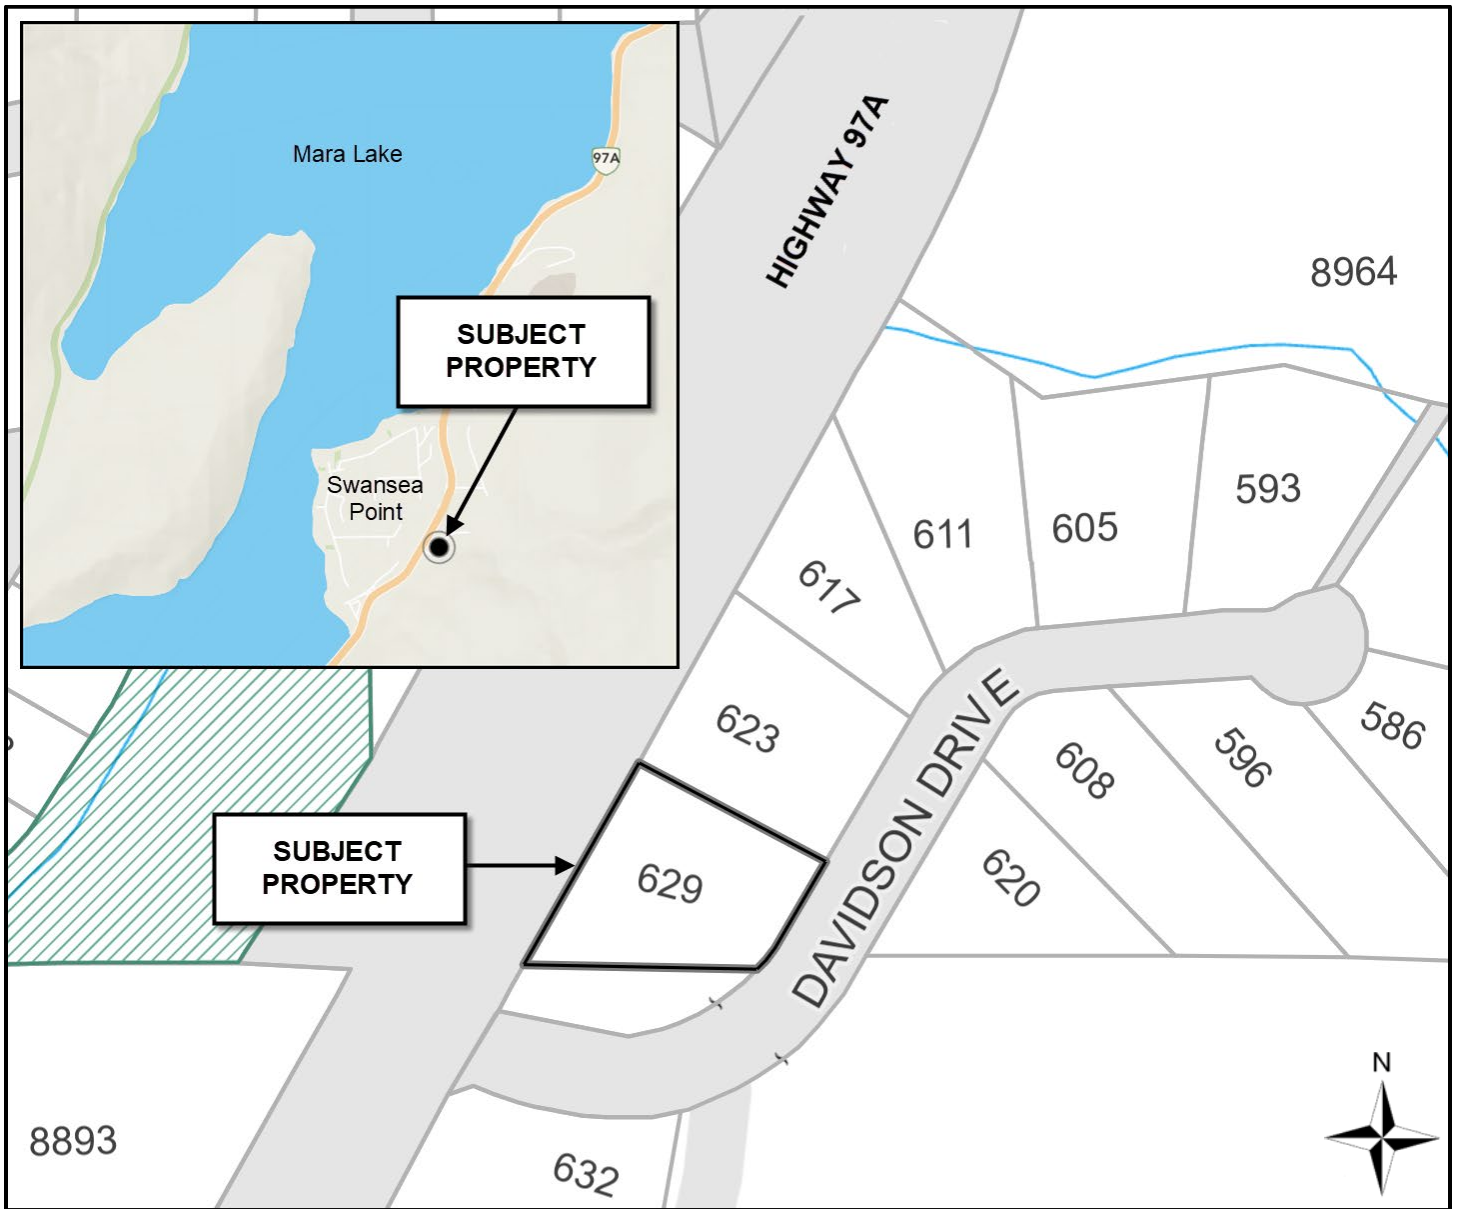 Mara Lake
97A
SUBJECT
PROPERTY
Swansea
Point
HIGHWAY 97A
8964
593
605
611
617
623
586
596
608
620
DAVIDSON DRIVE
SUBJECT
PROPERTY
629
N
8893
632